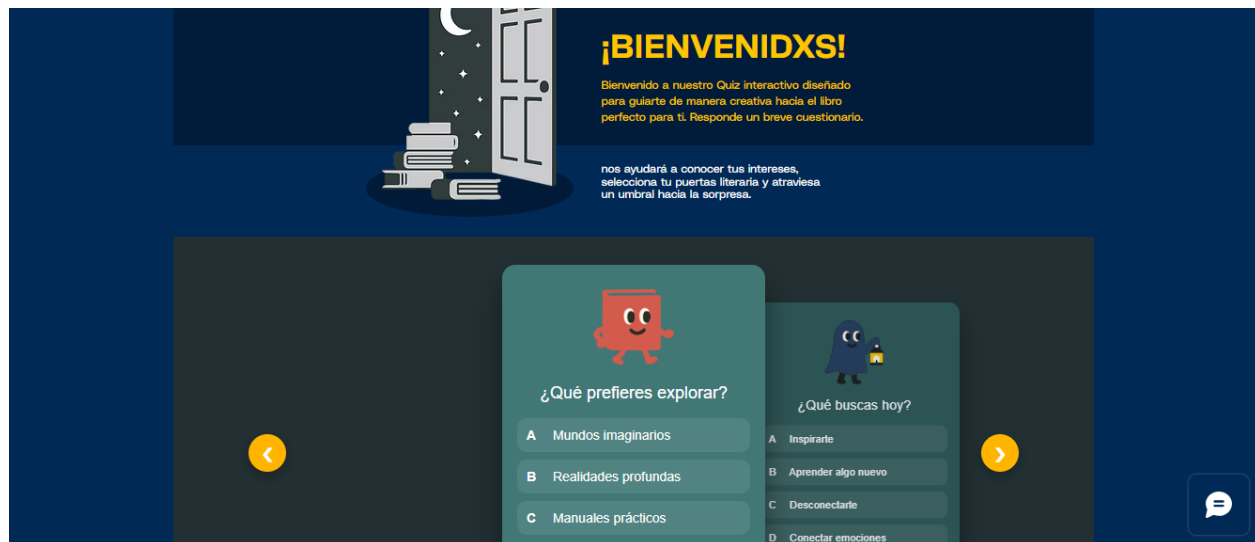 ¡BIENVENIDXS!
Bienvenido a nuestro Quiz interactivo diseñado
para guiarte de manera creativa hacia el libro
perfecto para ti. Responde un breve cuestionario.
nos ayudará a conocer tus intereses,
selecciona tu puertas literaria y atraviesa
un umbral hacia la sorpresa.
¿Qué prefieres explorar?
A Mundos imaginarios
B Realidades profundas
C Manuales prácticos
¿Qué buscas hoy?
A Inspirarte
B Aprender algo nuevo
C Desconectarte
D Conectar emociones